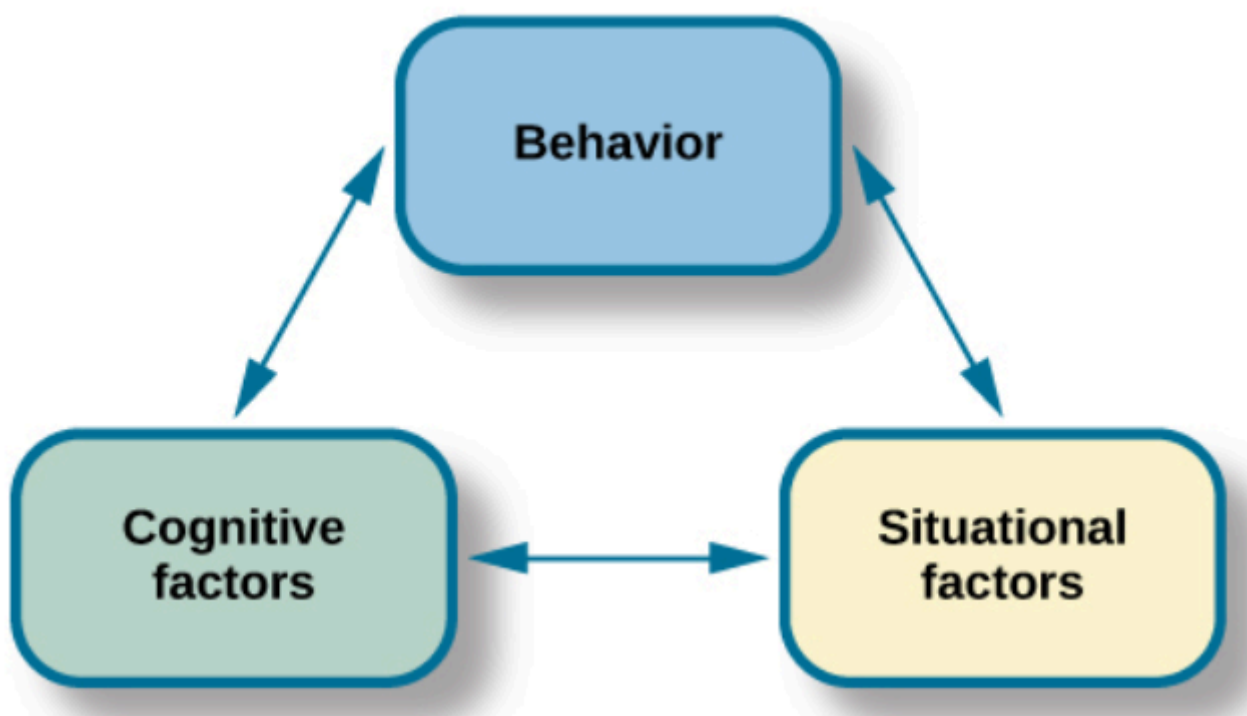 Behavior
Cognitive
factors
Situational
factors